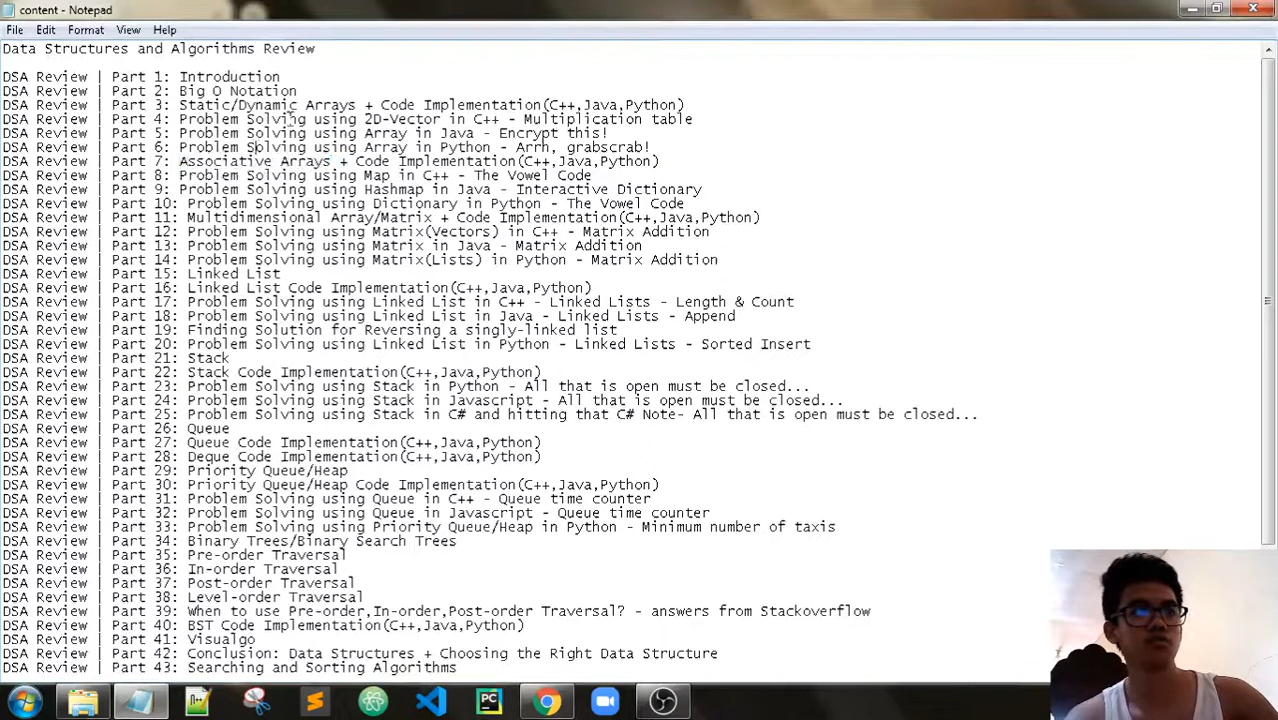 content - Notepad
File Edit Format View Help
Data Structures and Algorithms Review
DSA Review | Part 1: Introduction
DSA Review | Part 2: Big O Notation
DSA Review | Part 3: Static/Dynamic Arrays + Code Implementation(C++,Java,Python)
DSA Review | Part 4: Problem Solving using 2D-Vector in C++ - Multiplication table
DSA Review | Part 5: Problem Solving using Array in Java - Encrypt this!
DSA Review | Part 6: Problem Solving using Array in Python - Arrh, grabscrab!
DSA Review | Part 7: Associative Arrays + Code Implementation(C++,Java,Python)
DSA Review | Part 8: Problem Solving using Map in C++ - The Vowel Code
DSA Review | Part 9: Problem Solving using Hashmap in Java - Interactive Dictionary
DSA Review | Part 10: Problem Solving using Dictionary in Python - The Vowel Code
DSA Review | Part 11: Multidimensional Array/Matrix + Code Implementation(C++,Java,Python)
DSA Review | Part 12: Problem Solving using Matrix(Vectors) in C++ - Matrix Addition
DSA Review | Part 13: Problem Solving using Matrix in Java - Matrix Addition
DSA Review | Part 14: Problem Solving using Matrix(Lists) in Python - Matrix Addition
DSA Review | Part 15: Linked List
DSA Review | Part 16: Linked List Code Implementation(C++,Java,Python)
DSA Review | Part 17: Problem Solving using Linked List in C++ - Linked Lists - Length & Count
DSA Review | Part 18: Problem Solving using Linked List in Java - Linked Lists - Append
DSA Review | Part 19: Finding Solution for Reversing a singly-linked list
DSA Review | Part 20: Problem Solving using Linked List in Python - Linked Lists - Sorted Insert
DSA Review | Part 21: Stack
DSA Review | Part 22: Stack Code Implementation(C++,Java,Python)
DSA Review | Part 23: Problem Solving using Stack in Python - All that is open must be closed...
DSA Review | Part 24: Problem Solving using Stack in Javascript - All that is open must be closed...
DSA Review | Part 25: Problem Solving using Stack in C# and hitting that C# Note- All that is open must be closed...
DSA Review | Part 26: Queue
DSA Review | Part 27: Queue Code Implementation(C++,Java,Python)
DSA Review | Part 28: Deque Code Implementation(C++,Java,Python)
DSA Review | Part 29: Priority Queue/Heap
DSA Review | Part 30: Priority Queue/Heap Code Implementation(C++,Java,Python)
DSA Review | Part 31: Problem Solving using Queue in C++ - Queue time counter
DSA Review | Part 32: Problem Solving using Queue in Javascript - Queue time counter
DSA Review | Part 33: Problem Solving using Priority Queue/Heap in Python - Minimum number of taxis
DSA Review | Part 34: Binary Trees/Binary Search Trees
DSA Review | Part 35: Pre-order Traversal
DSA Review | Part 36: In-order Traversal
DSA Review | Part 37: Post-order Traversal
DSA Review | Part 38: Level-order Traversal
DSA Review | Part 39: When to use Pre-order,In-order,Post-order Traversal? - answers from Stackoverflow
DSA Review | Part 40: BST Code Implementation(C++,Java,Python)
DSA Review | Part 41: Visualgo
DSA Review | Part 42: Conclusion: Data Structures + Choosing the Right Data Structure
DSA Review | Part 43: Searching and Sorting Algorithms
PC